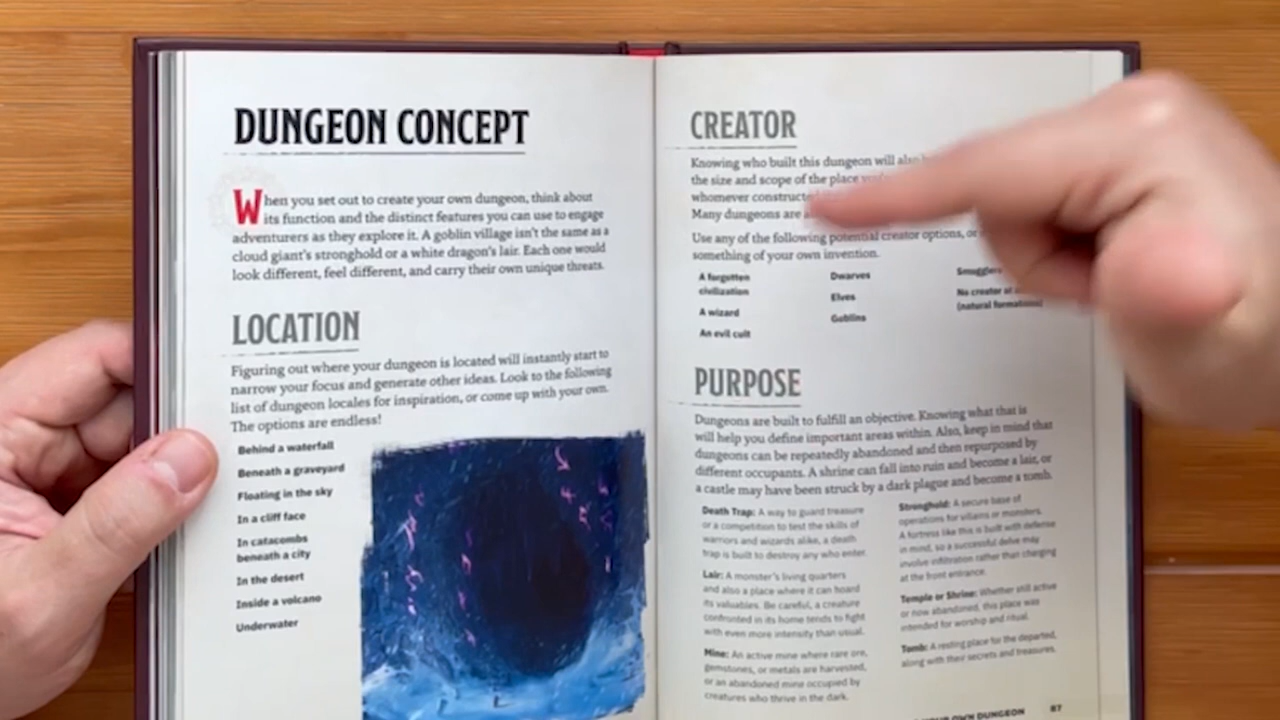 DUNGEON CONCEPT
When you set out to create your own dungeon, think about
its function and the distinct features you can use to engage
adventurers as they explore it. A goblin village isn't the same as a
cloud giant's stronghold or a white dragon's lair. Each one would
look different, feel different, and carry their own unique threats.
LOCATION
Figuring out where your dungeon is located will instantly start to
narrow your focus and generate other ideas. Look to the following
list of dungeon locales for inspiration, or come up with your own.
The options are endless!
Behind a waterfall
Beneath a graveyard
Floating in the sky
In a cliff face
In catacombs
beneath a city
In the desert
Inside a volcano
Underwater
CREATOR
Knowing who built this dungeon will
the size and scope of the place
whomever
Many dungeons are
Use any of the following potential creator options, or
something of your own invention.
A forgotten
civilization
A wizard
An evil cult
Dwarves
Elves
Goblins
Smugglers
No creator at
(natural formations)
PURPOSE
Dungeons are built to fulfill an objective. Knowing what that is
will help you define important areas within. Also, keep in mind that
dungeons can be repeatedly abandoned and then repurposed by
different occupants. A shrine can fall into ruin and become a lair, or
a castle may have been struck by a dark plague and become a tomb.
Death Trap: A way to guard treasure
or a competition to test the skills of
warriors and wizards alike, a death
trap is built to destroy any who enter.
Lair: A monster's living quarters
and also a place where it can hoard
its valuables. Be careful, a creature
confronted in its home tends to fight
with even more intensity than usual.
Mine: An active mine where rare ore,
gemstones, or metals are harvested,
or an abandoned mine occupied by
creatures who thrive in the dark.
Stronghold: A secure base of
operations for villains or monsters.
A fortress like this is built with defense
in mind, so a successful delve may
involve infiltration rather than charging
at the front entrance.
Temple or Shrine: Whether still active
or now abandoned, this place was
intended for worship and ritual.
Tomb: A resting place for the departed,
along with their secrets and treasures.
YOUR OWN DUNGEON 87